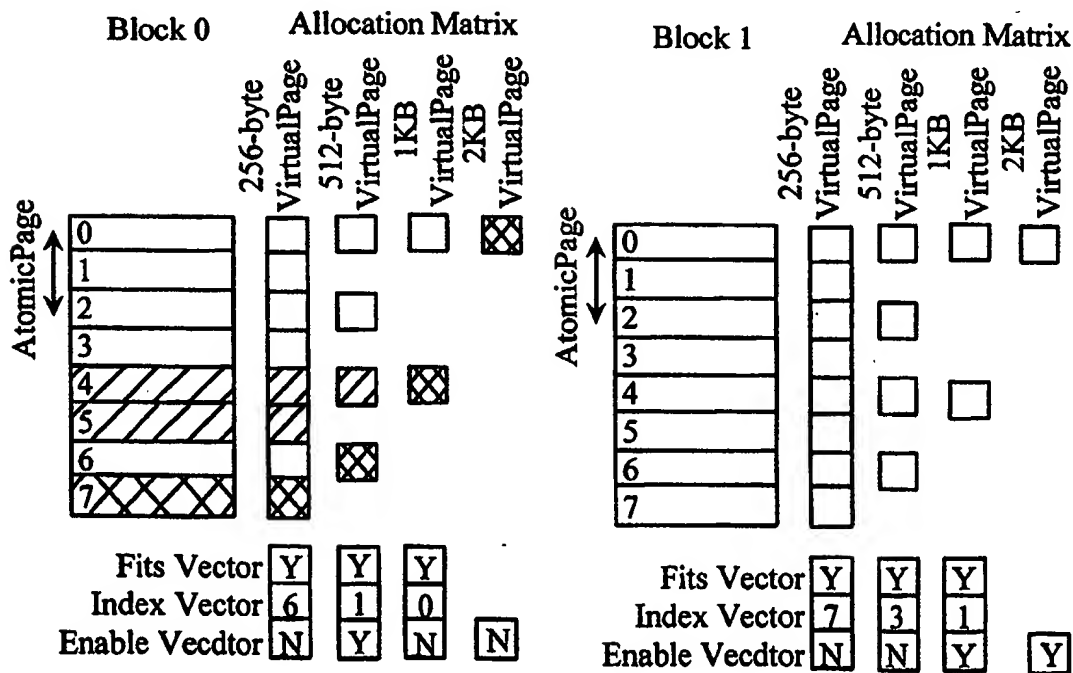 Block 0
Allocation Matrix
256-byte
VirtualPage
512-byte
VirtualPage
1KB
VirtualPage
2KB
VirtualPage
AtomicPage
0
1
2
3
4
5
6
7
Fits Vector Y Y Y
Index Vector 6 1 0
Enable Vecdtor N Y N N
Block 1
Allocation Matrix
256-byte
VirtualPage
512-byte
VirtualPage
1KB
VirtualPage
2KB
VirtualPage
AtomicPage
0
1
2
3
4
5
6
7
Fits Vector Y Y Y
Index Vector 7 3 1
Enable Vecdtor N N Y Y